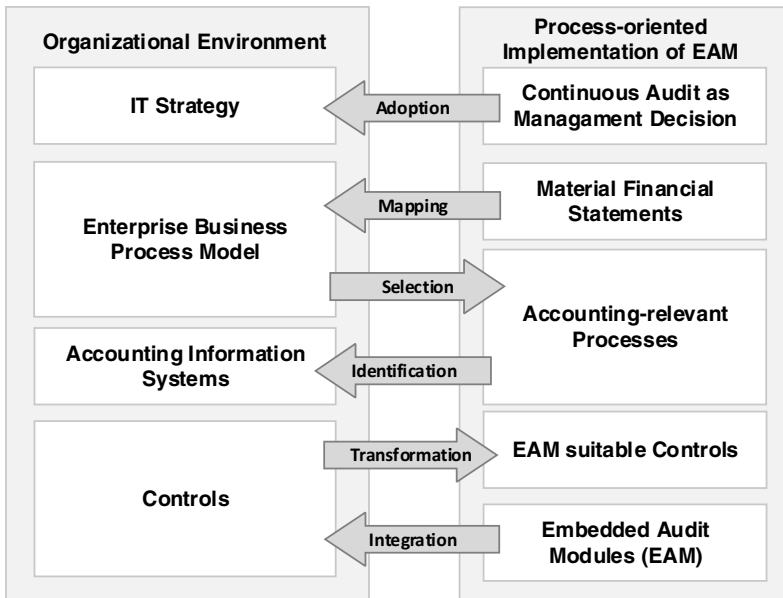 Organizational Environment
Process-oriented
Implementation of EAM
IT Strategy
Adoption
Continuous Audit as
Managament Decision
Mapping
Material Financial
Statements
Enterprise Business
Process Model
Selection
Accounting-relevant
Processes
Accounting Information
Systems
Identification
Transformation
EAM suitable Controls
Controls
Integration
Embedded Audit
Modules (EAM)